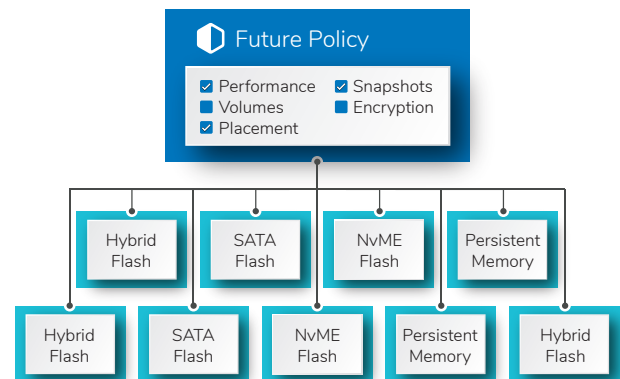 Future Policy
Performance
Snapshots
Volumes
Encryption
Placement
Hybrid
Flash
SATA
Flash
NvME
Flash
Persistent
Memory
Hybrid
Flash
SATA
Flash
NvME
Flash
Persistent
Memory
Hybrid
Flash